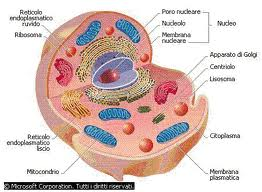 Reticolo
endoplasmatico
ruvido
Ribosoma
Poro nucleare
Nucleolo
Membrana
nucleare
Nucleo
Apparato di Golgi
Centriolo
Lisosoma
Reticolo
endoplasmatico
liscio
Mitocondrio
Citoplasma
Membrana
plasmatica
© Microsoft Corporation. Tutti i diritti riservati.